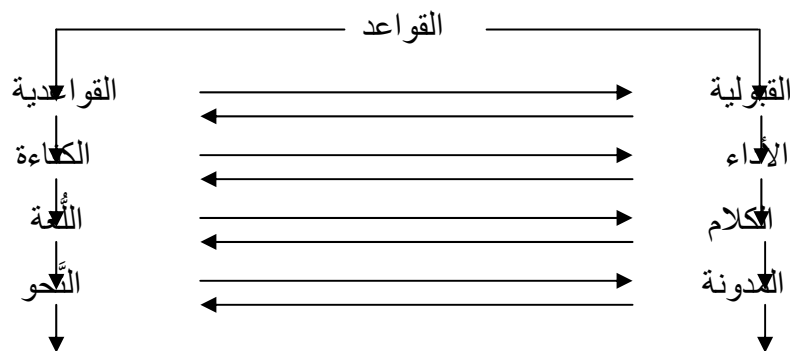 القواعد
القبولية القواعدية
الأداء الكفاءة
الكلام اللُّغة
المدونة النَّحو